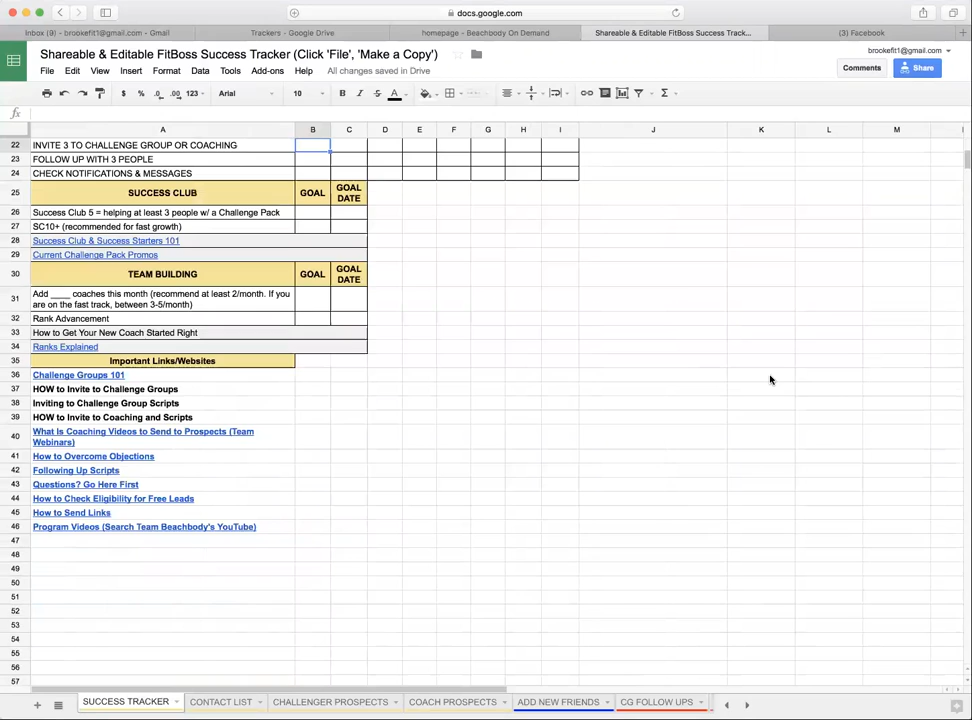 docs.google.com
Inbox (9) - brookefit1@gmail.com - Gmail
Trackers - Google Drive
homepage - Beachbody On Demand
Shareable & Editable FitBoss Success Track...
(3) Facebook
Shareable & Editable FitBoss Success Tracker (Click 'File', 'Make a Copy')
brookefit1@gmail.com
File Edit View Insert Format Data Tools Add-ons Help All changes saved in Drive
Comments
Share
$ % .0 .00 123 Arial 10 B I S A
fx
A B C D E F G H I J K L M
22 INVITE 3 TO CHALLENGE GROUP OR COACHING
23 FOLLOW UP WITH 3 PEOPLE
24 CHECK NOTIFICATIONS & MESSAGES
25 SUCCESS CLUB GOAL GOAL DATE
26 Success Club 5 = helping at least 3 people w/ a Challenge Pack
27 SC10+ (recommended for fast growth)
28 Success Club & Success Starters 101
29 Current Challenge Pack Promos
30 TEAM BUILDING GOAL GOAL DATE
31 Add ____ coaches this month (recommend at least 2/month. If you
are on the fast track, between 3-5/month)
32 Rank Advancement
33 How to Get Your New Coach Started Right
34 Ranks Explained
35 Important Links/Websites
36 Challenge Groups 101
37 HOW to Invite to Challenge Groups
38 Inviting to Challenge Group Scripts
39 HOW to Invite to Coaching and Scripts
40 What Is Coaching Videos to Send to Prospects (Team
Webinars)
41 How to Overcome Objections
42 Following Up Scripts
43 Questions? Go Here First
44 How to Check Eligibility for Free Leads
45 How to Send Links
46 Program Videos (Search Team Beachbody's YouTube)
47
48
49
50
51
52
53
54
55
56
57
SUCCESS TRACKER
CONTACT LIST
CHALLENGER PROSPECTS
COACH PROSPECTS
ADD NEW FRIENDS
CG FOLLOW UPS